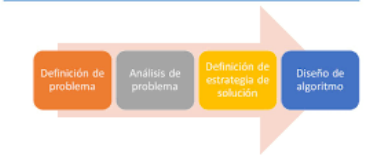 Definición de
problema
Análisis de
problema
Definición de
estrategia de
solución
Diseño de
algoritmo